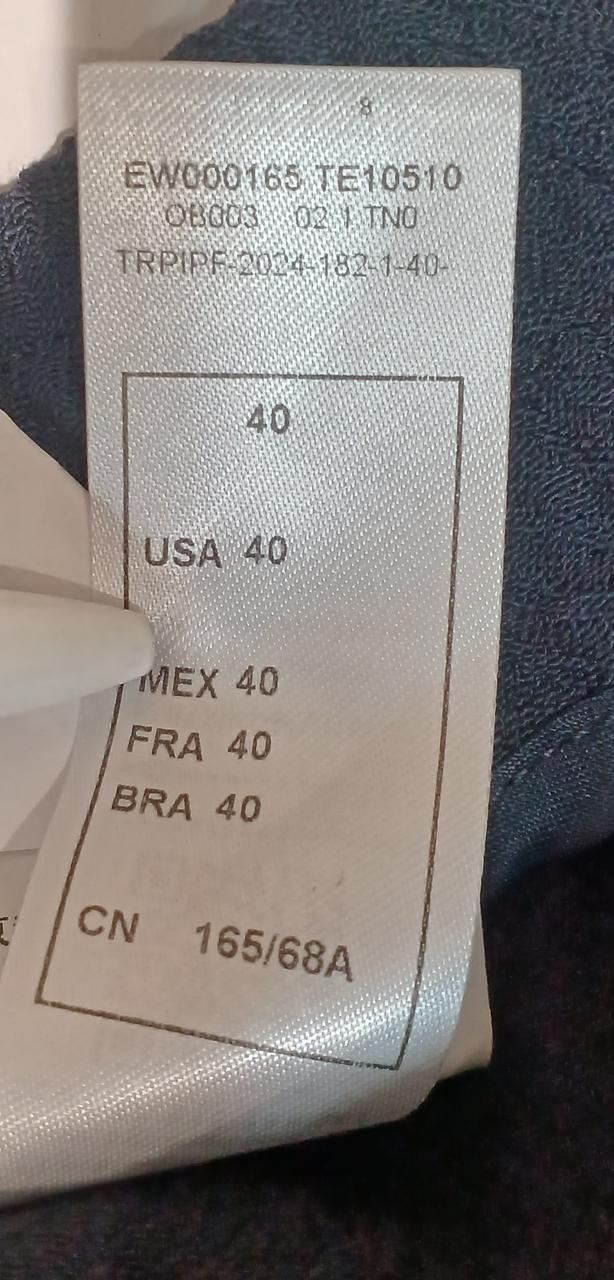 8
EW000165 TE10510
OB003 02 1 TN0
TRPIPF-2024-182-1-40-
40
USA 40
MEX 40
FRA 40
BRA 40
CN 165/68A